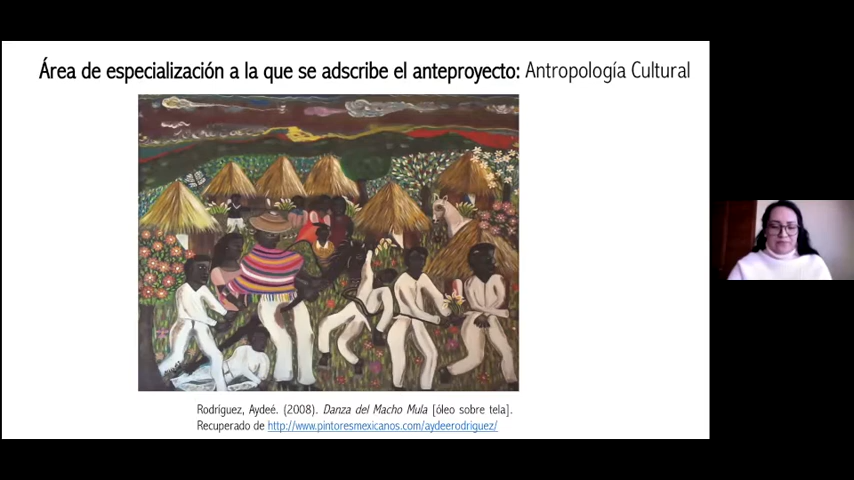 Área de especialización a la que se adscribe el anteproyecto: Antropología Cultural
Rodríguez, Aydeé. (2008). Danza del Macho Mula [óleo sobre tela].
Recuperado de http://www.pintoresmexicanos.com/aydeerodriguez/